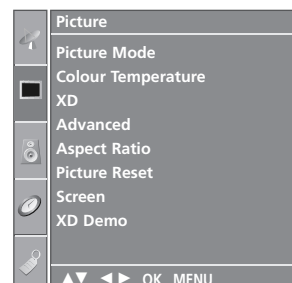 Picture
Picture Mode
Colour Temperature
XD
Advanced
Aspect Ratio
Picture Reset
Screen
XD Demo
▲▼ ◄► OK MENU